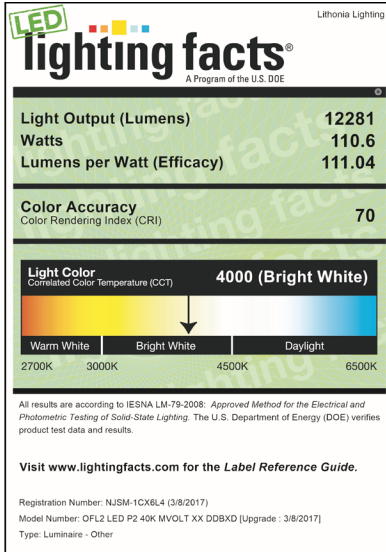 Lithonia Lighting
LED
lighting facts®
A Program of the U.S. DOE
Light Output (Lumens) 12281
Watts 110.6
Lumens per Watt (Efficacy) 111.04
Color Accuracy 70
Color Rendering Index (CRI)
Light Color 4000 (Bright White)
Correlated Color Temperature (CCT)
Warm White Bright White Daylight
2700K 3000K 4500K 6500K
All results are according to IESNA LM-79-2008: Approved Method for the Electrical and
Photometric Testing of Solid-State Lighting. The U.S. Department of Energy (DOE) verifies
product test data and results.
Visit www.lightingfacts.com for the Label Reference Guide.
Registration Number: NJSM-1CX6L4 (3/8/2017)
Model Number: OFL2 LED P2 40K MVOLT XX DDBXD [Upgrade : 3/8/2017]
Type: Luminaire - Other